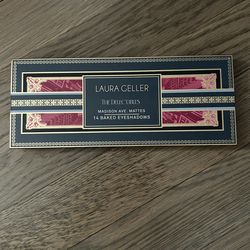 LAURA GELLER
THE DELECTABLES
MADISON AVE. MATTES
14 BAKED EYESHADOWS